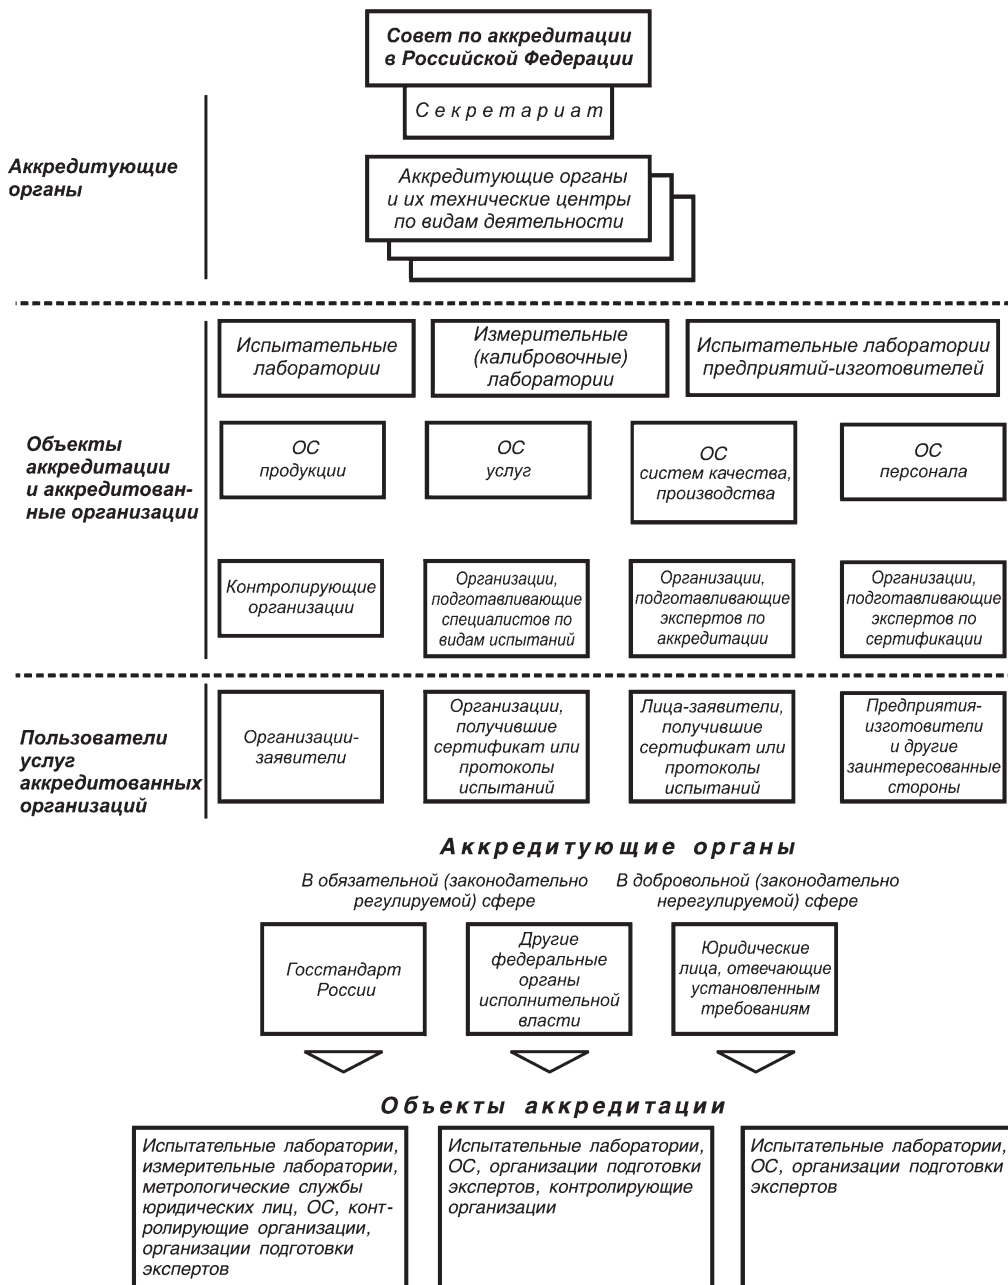 Совет по аккредитации
в Российской Федерации
Секретариат
Аккредитующие
органы
Аккредитующие органы
и их технические центры
по видам деятельности
Испытательные
лаборатории
Измерительные
(калибровочные)
лаборатории
Испытательные лаборатории
предприятий-изготовителей
Объекты
аккредитации
и аккредитован-
ные организации
ОС
продукции
ОС
услуг
ОС
систем качества,
производства
ОС
персонала
Контролирующие
организации
Организации,
подготавливающие
специалистов по
видам испытаний
Организации,
подготавливающие
экспертов по
аккредитации
Организации,
подготавливающие
экспертов по
сертификации
Пользователи
услуг
аккредитованных
организаций
Организации-
заявители
Организации,
получившие
сертификат или
протоколы
испытаний
Лица-заявители,
получившие
сертификат или
протоколы
испытаний
Предприятия-
изготовители
и другие
заинтересованные
стороны
Аккредитующие органы
В обязательной (законодательно
регулируемой) сфере
В добровольной (законодательно
нерегулируемой) сфере
Госстандарт
России
Другие
федеральные
органы
исполнительной
власти
Юридические
лица, отвечающие
установленным
требованиям
Объекты аккредитации
Испытательные лаборатории,
измерительные лаборатории,
метрологические службы
юридических лиц, ОС, конт-
ролирующие организации,
организации подготовки
экспертов
Испытательные лаборатории,
ОС, организации подготовки
экспертов, контролирующие
организации
Испытательные лаборатории,
ОС, организации подготовки
экспертов